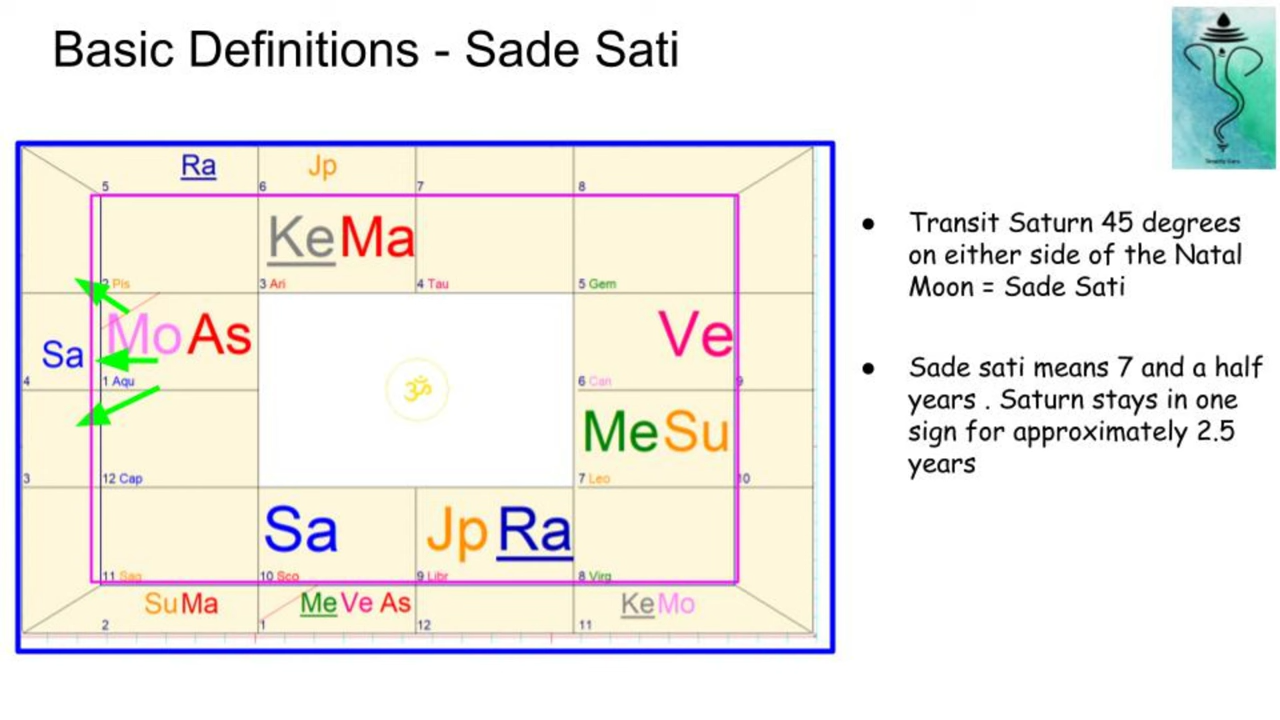 Basic Definitions - Sade Sati
Ra Jp
5 6 7 8
Ke Ma
2 Pis 3 Ari 4 Tau 5 Gem
Sa Mo As Ve
4 1 Aqu ॐ 6 Can 9
Me Su
3 12 Cap 7 Leo 10
Sa Jp Ra
11 Sag 10 Sco 9 Libr 8 Virg
Su Ma Me Ve As Ke Mo
2 1 12 11
● Transit Saturn 45 degrees
on either side of the Natal
Moon = Sade Sati
● Sade sati means 7 and a half
years . Saturn stays in one
sign for approximately 2.5
years